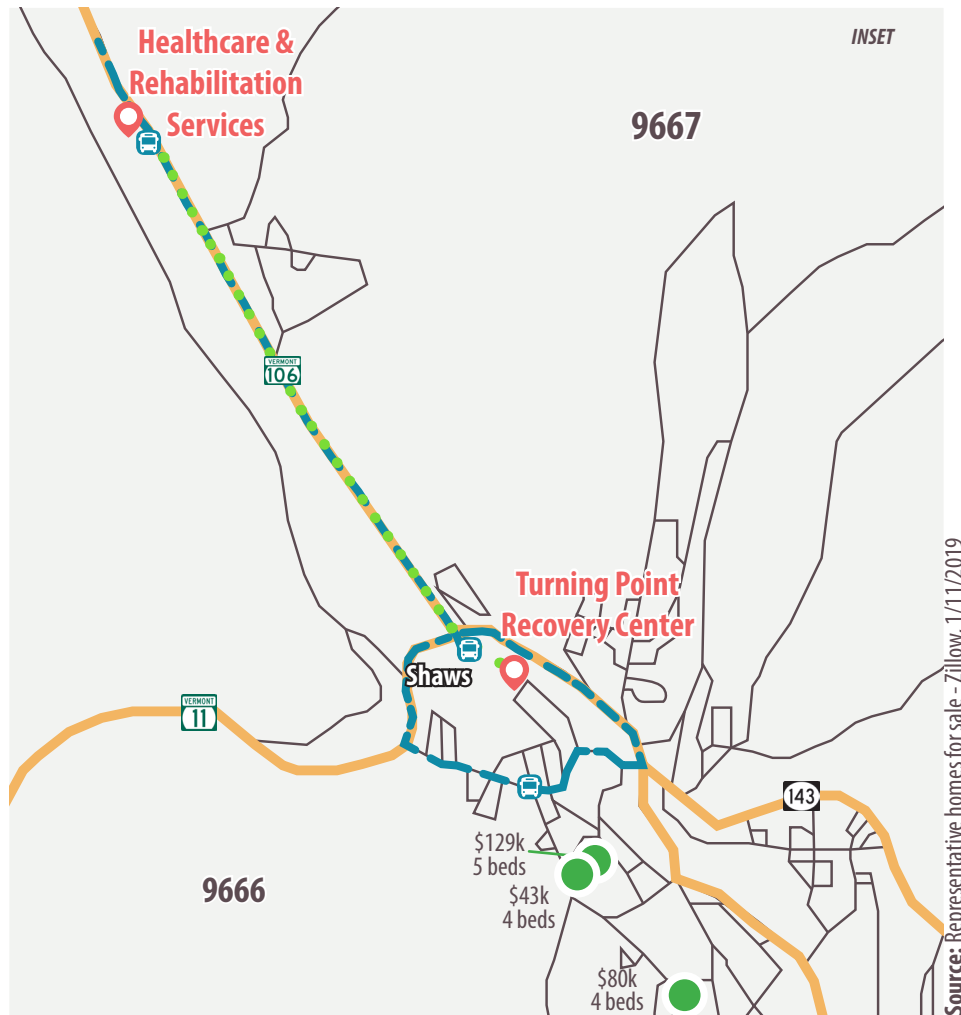 INSET
Healthcare &
Rehabilitation
Services
9667
VERMONT
106
Turning Point
Recovery Center
Shaws
VERMONT
11
143
$129k
5 beds
$43k
4 beds
9666
$80k
4 beds
Source: Representative homes for sale - Zillow, 1/11/2019